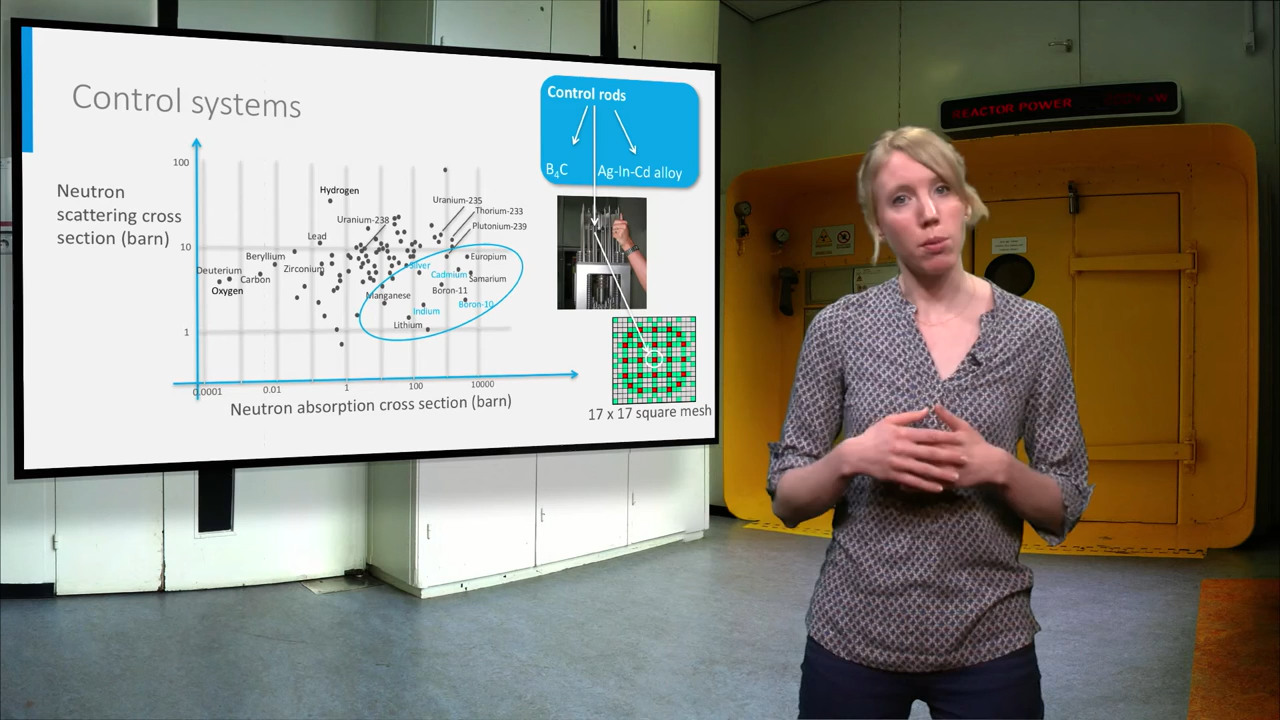 Control systems
Control rods
B4C
Ag-In-Cd alloy
Neutron
scattering cross
section (barn)
100
10
1
Hydrogen
Uranium-235
Thorium-233
Plutonium-239
Uranium-238
Lead
Beryllium
Zirconium
Deuterium
Carbon
Oxygen
Silver
Europium
Cadmium
Samarium
Boron-11
Manganese
Boron-10
Indium
Lithium
0.0001
0.01
1
100
10000
Neutron absorption cross section (barn)
17 x 17 square mesh
REACTOR POWER